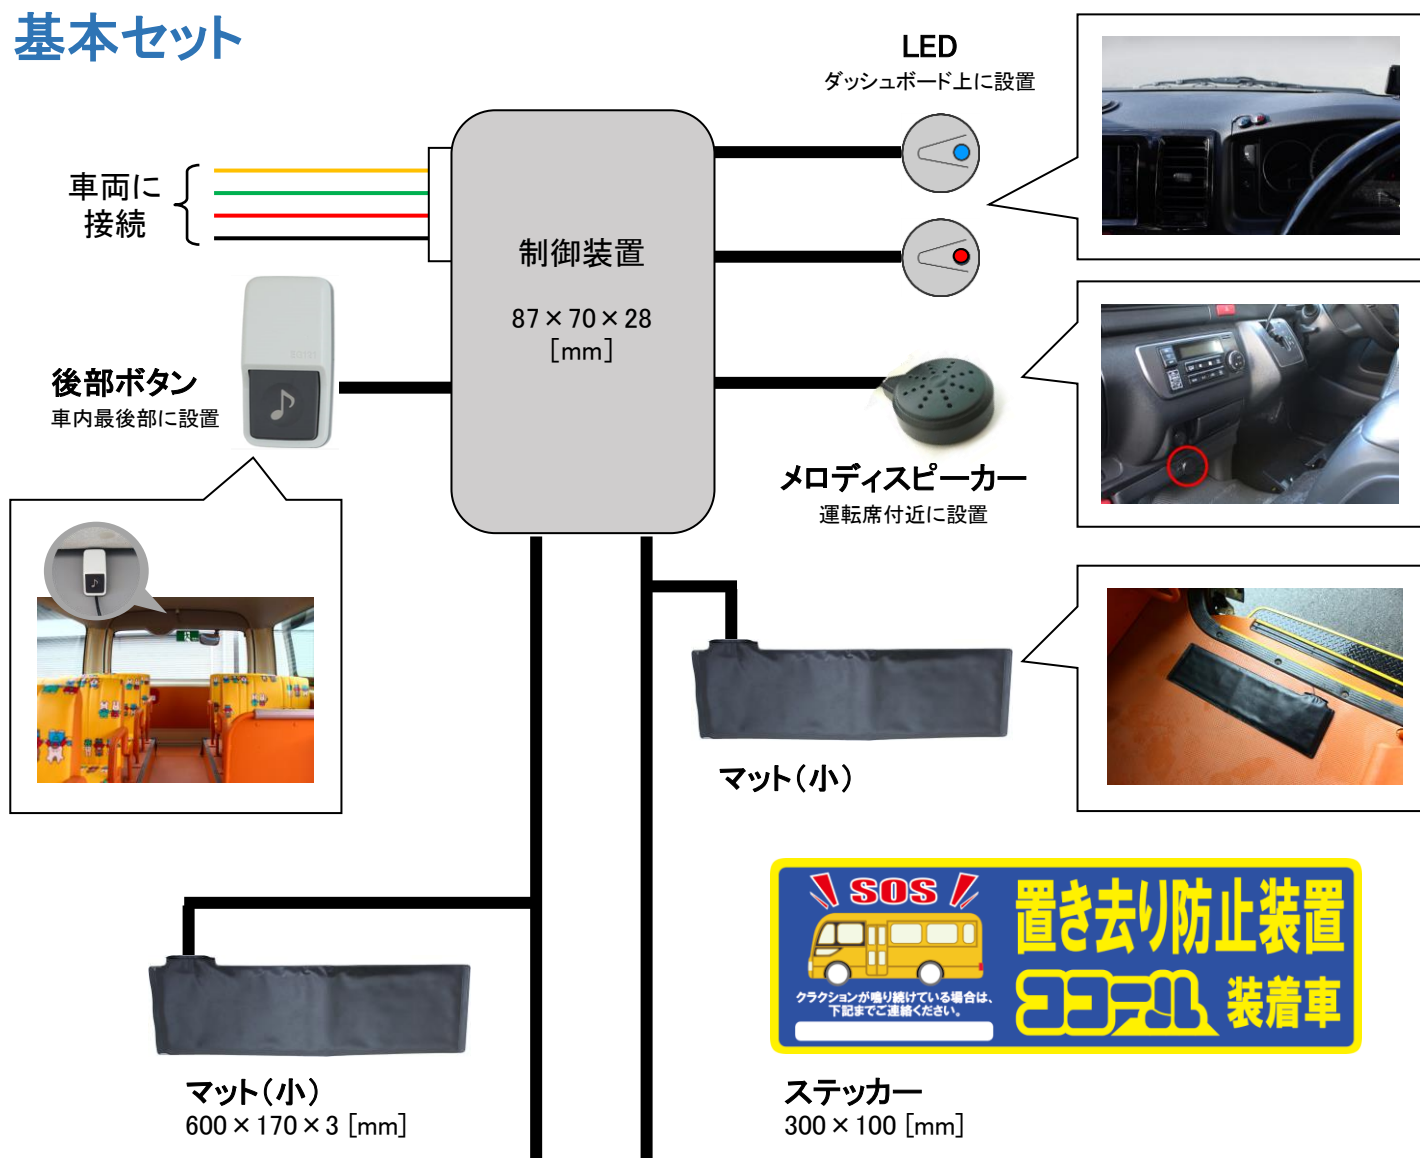 基本セット
LED
ダッシュボード上に設置
車両に
接続
制御装置
87×70×28
[mm]
後部ボタン
車内最後部に設置
メロディスピーカー
運転席付近に設置
マット(小)
SOS
クラクションが鳴り続けている場合は、
下記までご連絡ください。
置き去り防止装置
ココテール 装着車
マット(小)
600×170×3 [mm]
ステッカー
300×100 [mm]